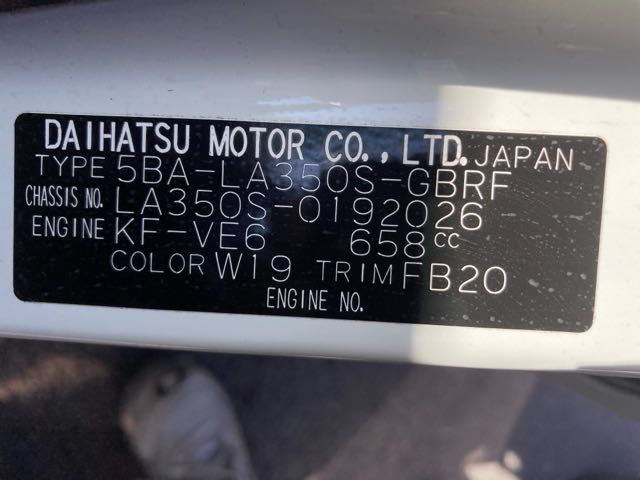 DAIHATSU MOTOR CO., LTD. JAPAN
TYPE 5BA-LA350S-GBRF
CHASSIS NO. LA350S-0192026
ENGINE KF-VE6 658CC
COLOR W19 TRIM FB20
ENGINE NO.